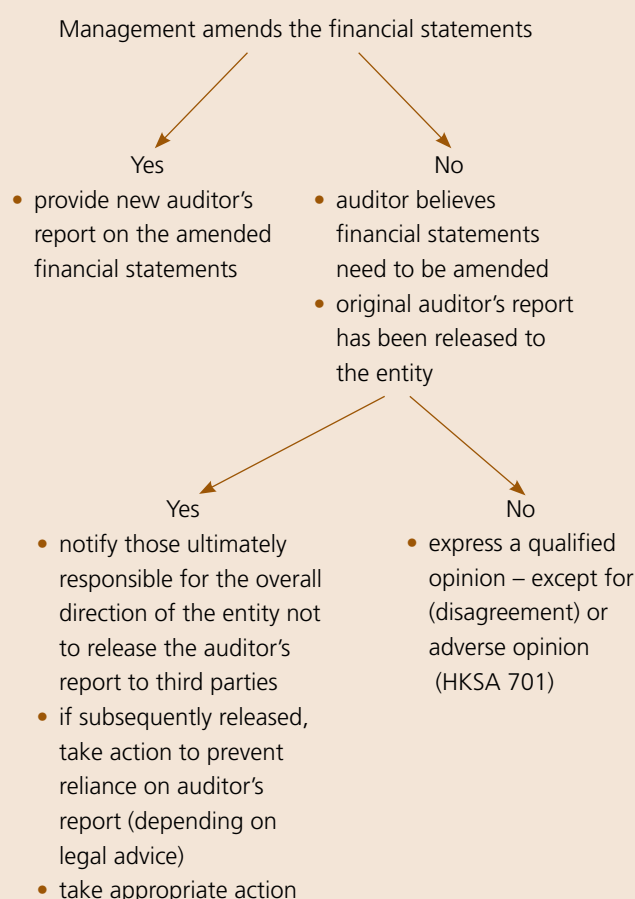 Management amends the financial statements
Yes
• provide new auditor's
report on the amended
financial statements
No
• auditor believes
financial statements
need to be amended
• original auditor's report
has been released to
the entity
Yes
• notify those ultimately
responsible for the overall
direction of the entity not
to release the auditor's
report to third parties
• if subsequently released,
take action to prevent
reliance on auditor's
report (depending on
legal advice)
• take appropriate action
No
• express a qualified
opinion – except for
(disagreement) or
adverse opinion
(HKSA 701)